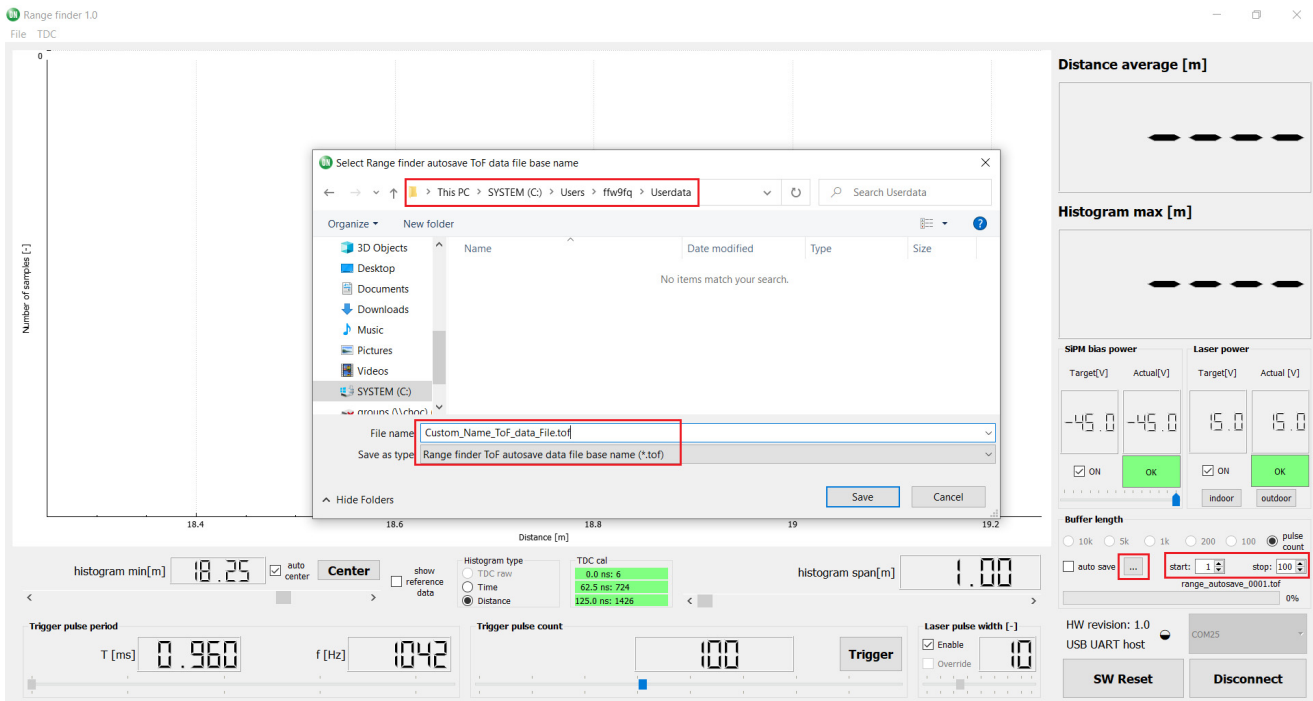 ON Range finder 1.0
File TDC
0
Number of samples [-]
18.4 18.6 18.8 19 19.2
Distance [m]
Select Range finder autosave ToF data file base name
This PC > SYSTEM (C:) > Users > ffw9fq > Userdata
Search Userdata
Organize New folder
?
3D Objects
Desktop
Documents
Downloads
Music
Pictures
Videos
SYSTEM (C:)
Name Date modified Type Size
No items match your search.
File name Custom_Name_ToF_data_File.tof
Save as type Range finder ToF autosave data file base name (*.tof)
Hide Folders
Save Cancel
Distance average [m]
- - - -
Histogram max [m]
- - - -
SiPM bias power
Target[V] Actual[V]
-45.0 -45.0
ON OK
Laser power
Target[V] Actual [V]
15.0 15.0
ON OK
indoor outdoor
Buffer length
10k 5k 1k 200 100 pulse
count
auto save ... start: 1 stop: 100
range_autosave_0001.tof
0%
histogram min[m] 18.25
auto
center
Center
show
reference
data
Histogram type
TDC raw
Time
Distance
TDC cal
0.0 ns: 6
62.5 ns: 724
125.0 ns: 1426
histogram span[m] 1.00
Trigger pulse period
T [ms] 0.960 f [Hz] 1042
Trigger pulse count
100 Trigger
Laser pulse width [-]
Enable
Override
10
HW revision: 1.0
USB UART host
COM25
SW Reset Disconnect